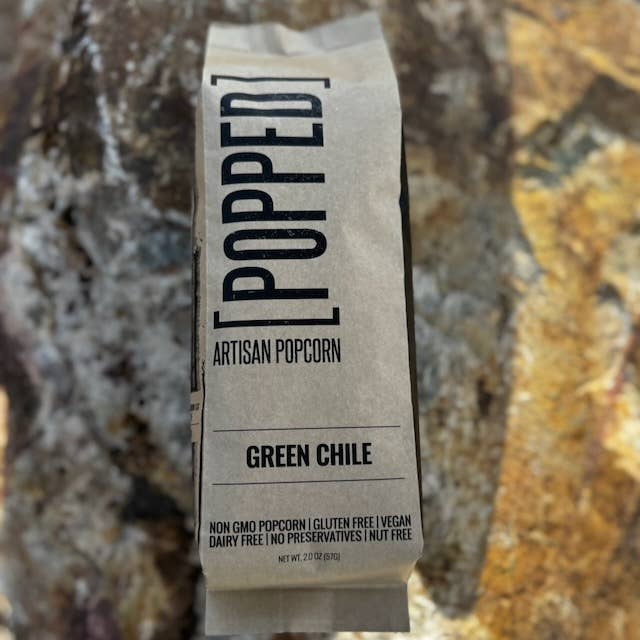 [POPPED]
ARTISAN POPCORN
GREEN CHILE
NON GMO POPCORN | GLUTEN FREE | VEGAN
DAIRY FREE | NO PRESERVATIVES | NUT FREE
NET WT. 2.0 OZ (57G)